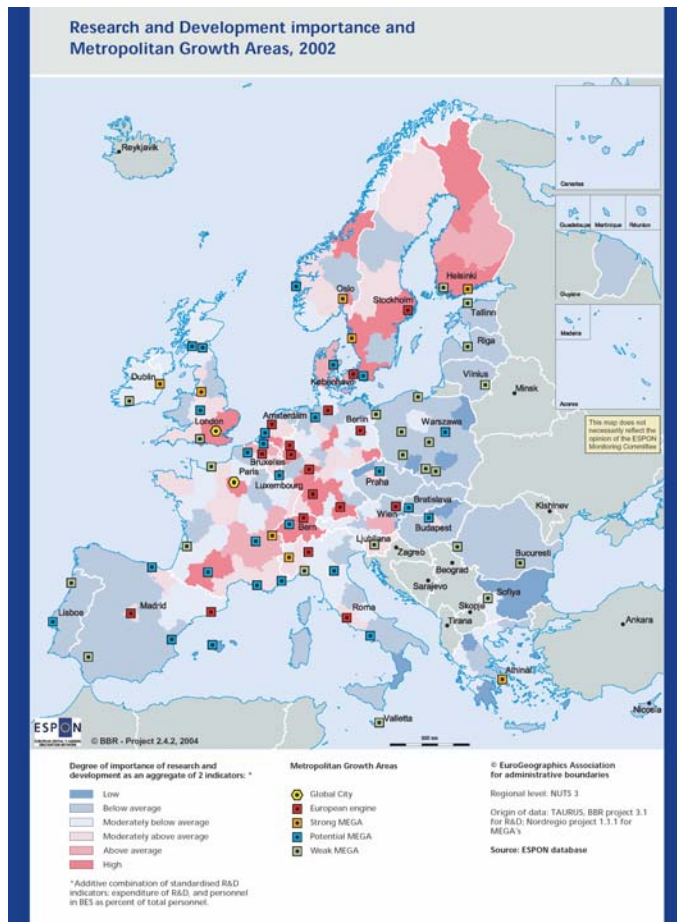 Research and Development importance and
Metropolitan Growth Areas, 2002
Reykjavik
Canarias
Guadeloupe
Martinique
Réunion
Guyane
Madeira
Acores
This map does not
necessarily reflect the
opinion of the ESPON
Monitoring Committee
Helsinki
Oslo
Stockholm
Tallinn
Riga
Dublin
København
Vilnius
Minsk
London
Amsterdam
Berlin
Warszawa
Bruxelles
Paris
Luxembourg
Praha
Kishinev
Wien
Bratislava
Budapest
Bern
Ljubljana
Zagreb
Beograd
Bucuresti
Sarajevo
Sofiya
Skopje
Tirana
Madrid
Lisboa
Roma
Ankara
Athinai
Nicosia
Valletta
ESPON
© BBR - Project 2.4.2, 2004
500 km
Degree of importance of research and
development as an aggregate of 2 indicators: *
Low
Below average
Moderately below average
Moderately above average
Above average
High
*Additive combination of standardised R&D
indicators: expenditure of R&D, and personnel
in BES as percent of total personnel.
Metropolitan Growth Areas
Global City
European engine
Strong MEGA
Potential MEGA
Weak MEGA
© EuroGeographics Association
for administrative boundaries
Regional level: NUTS 3
Origin of data: TAURUS, BBR project 3.1
for R&D; Nordregio project 1.1.1 for
MEGA's
Source: ESPON database